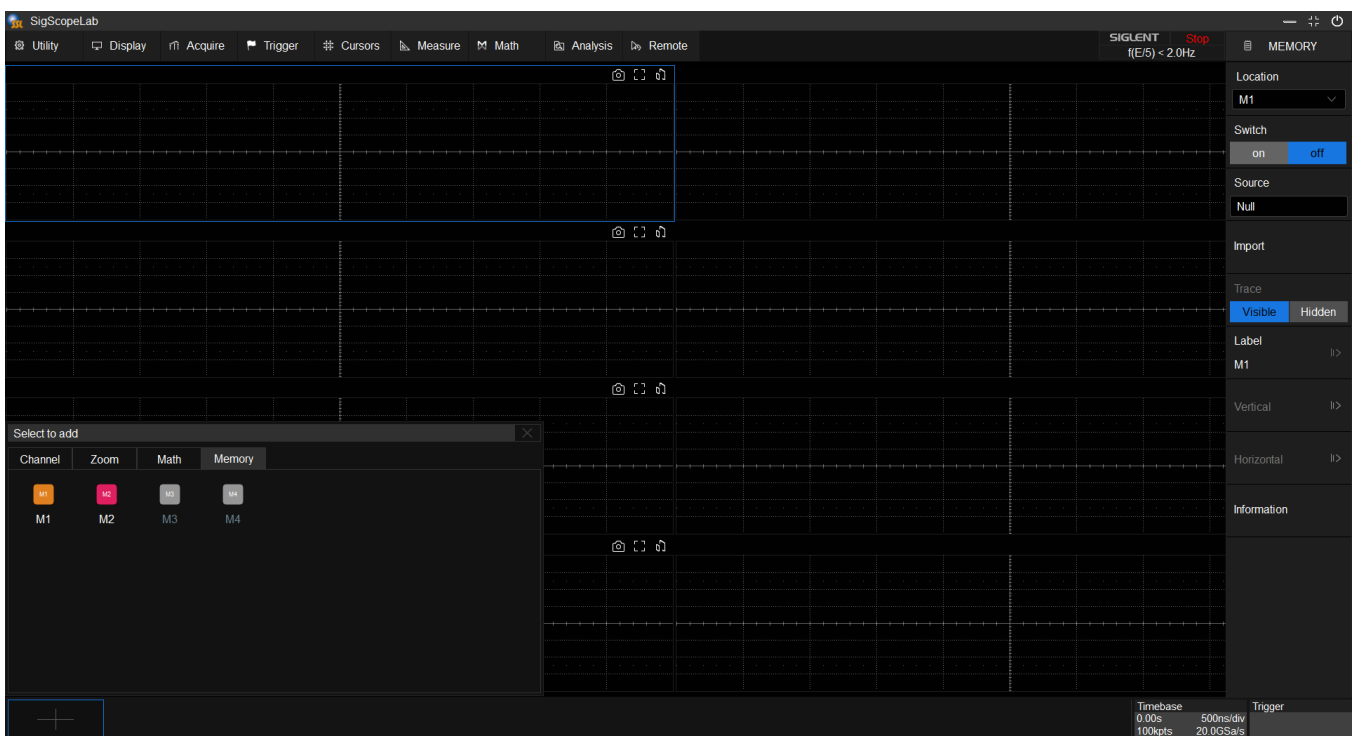 SigScopeLab
Utility Display Acquire Trigger Cursors Measure Math Analysis Remote
SIGLENT Stop
f(E/5) < 2.0Hz
MEMORY
Location
M1
Switch
on off
Source
Null
Import
Trace
Visible Hidden
Label
M1
Vertical
Horizontal
Information
Select to add
Channel Zoom Math Memory
M1 M2 M3 M4
M1 M2 M3 M4
Timebase
0.00s 500ns/div
100kpts 20.0GSa/s
Trigger